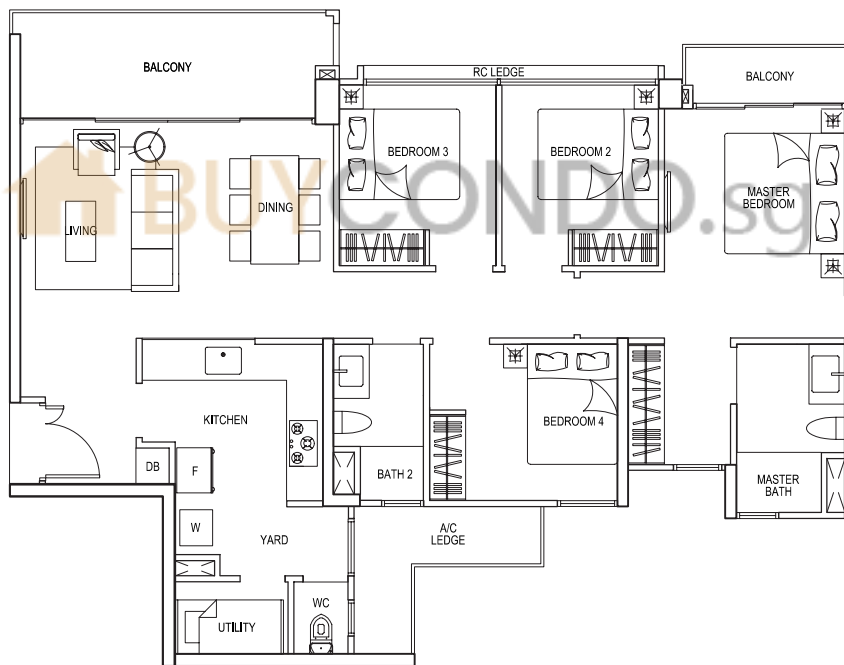 BALCONY
RC LEDGE
BALCONY
BEDROOM 3
BEDROOM 2
MASTER
BEDROOM
BUYCONDO.sg
LIVING
DINING
KITCHEN
BEDROOM 4
DB
F
BATH 2
MASTER
BATH
W
YARD
A/C
LEDGE
WC
UTILITY